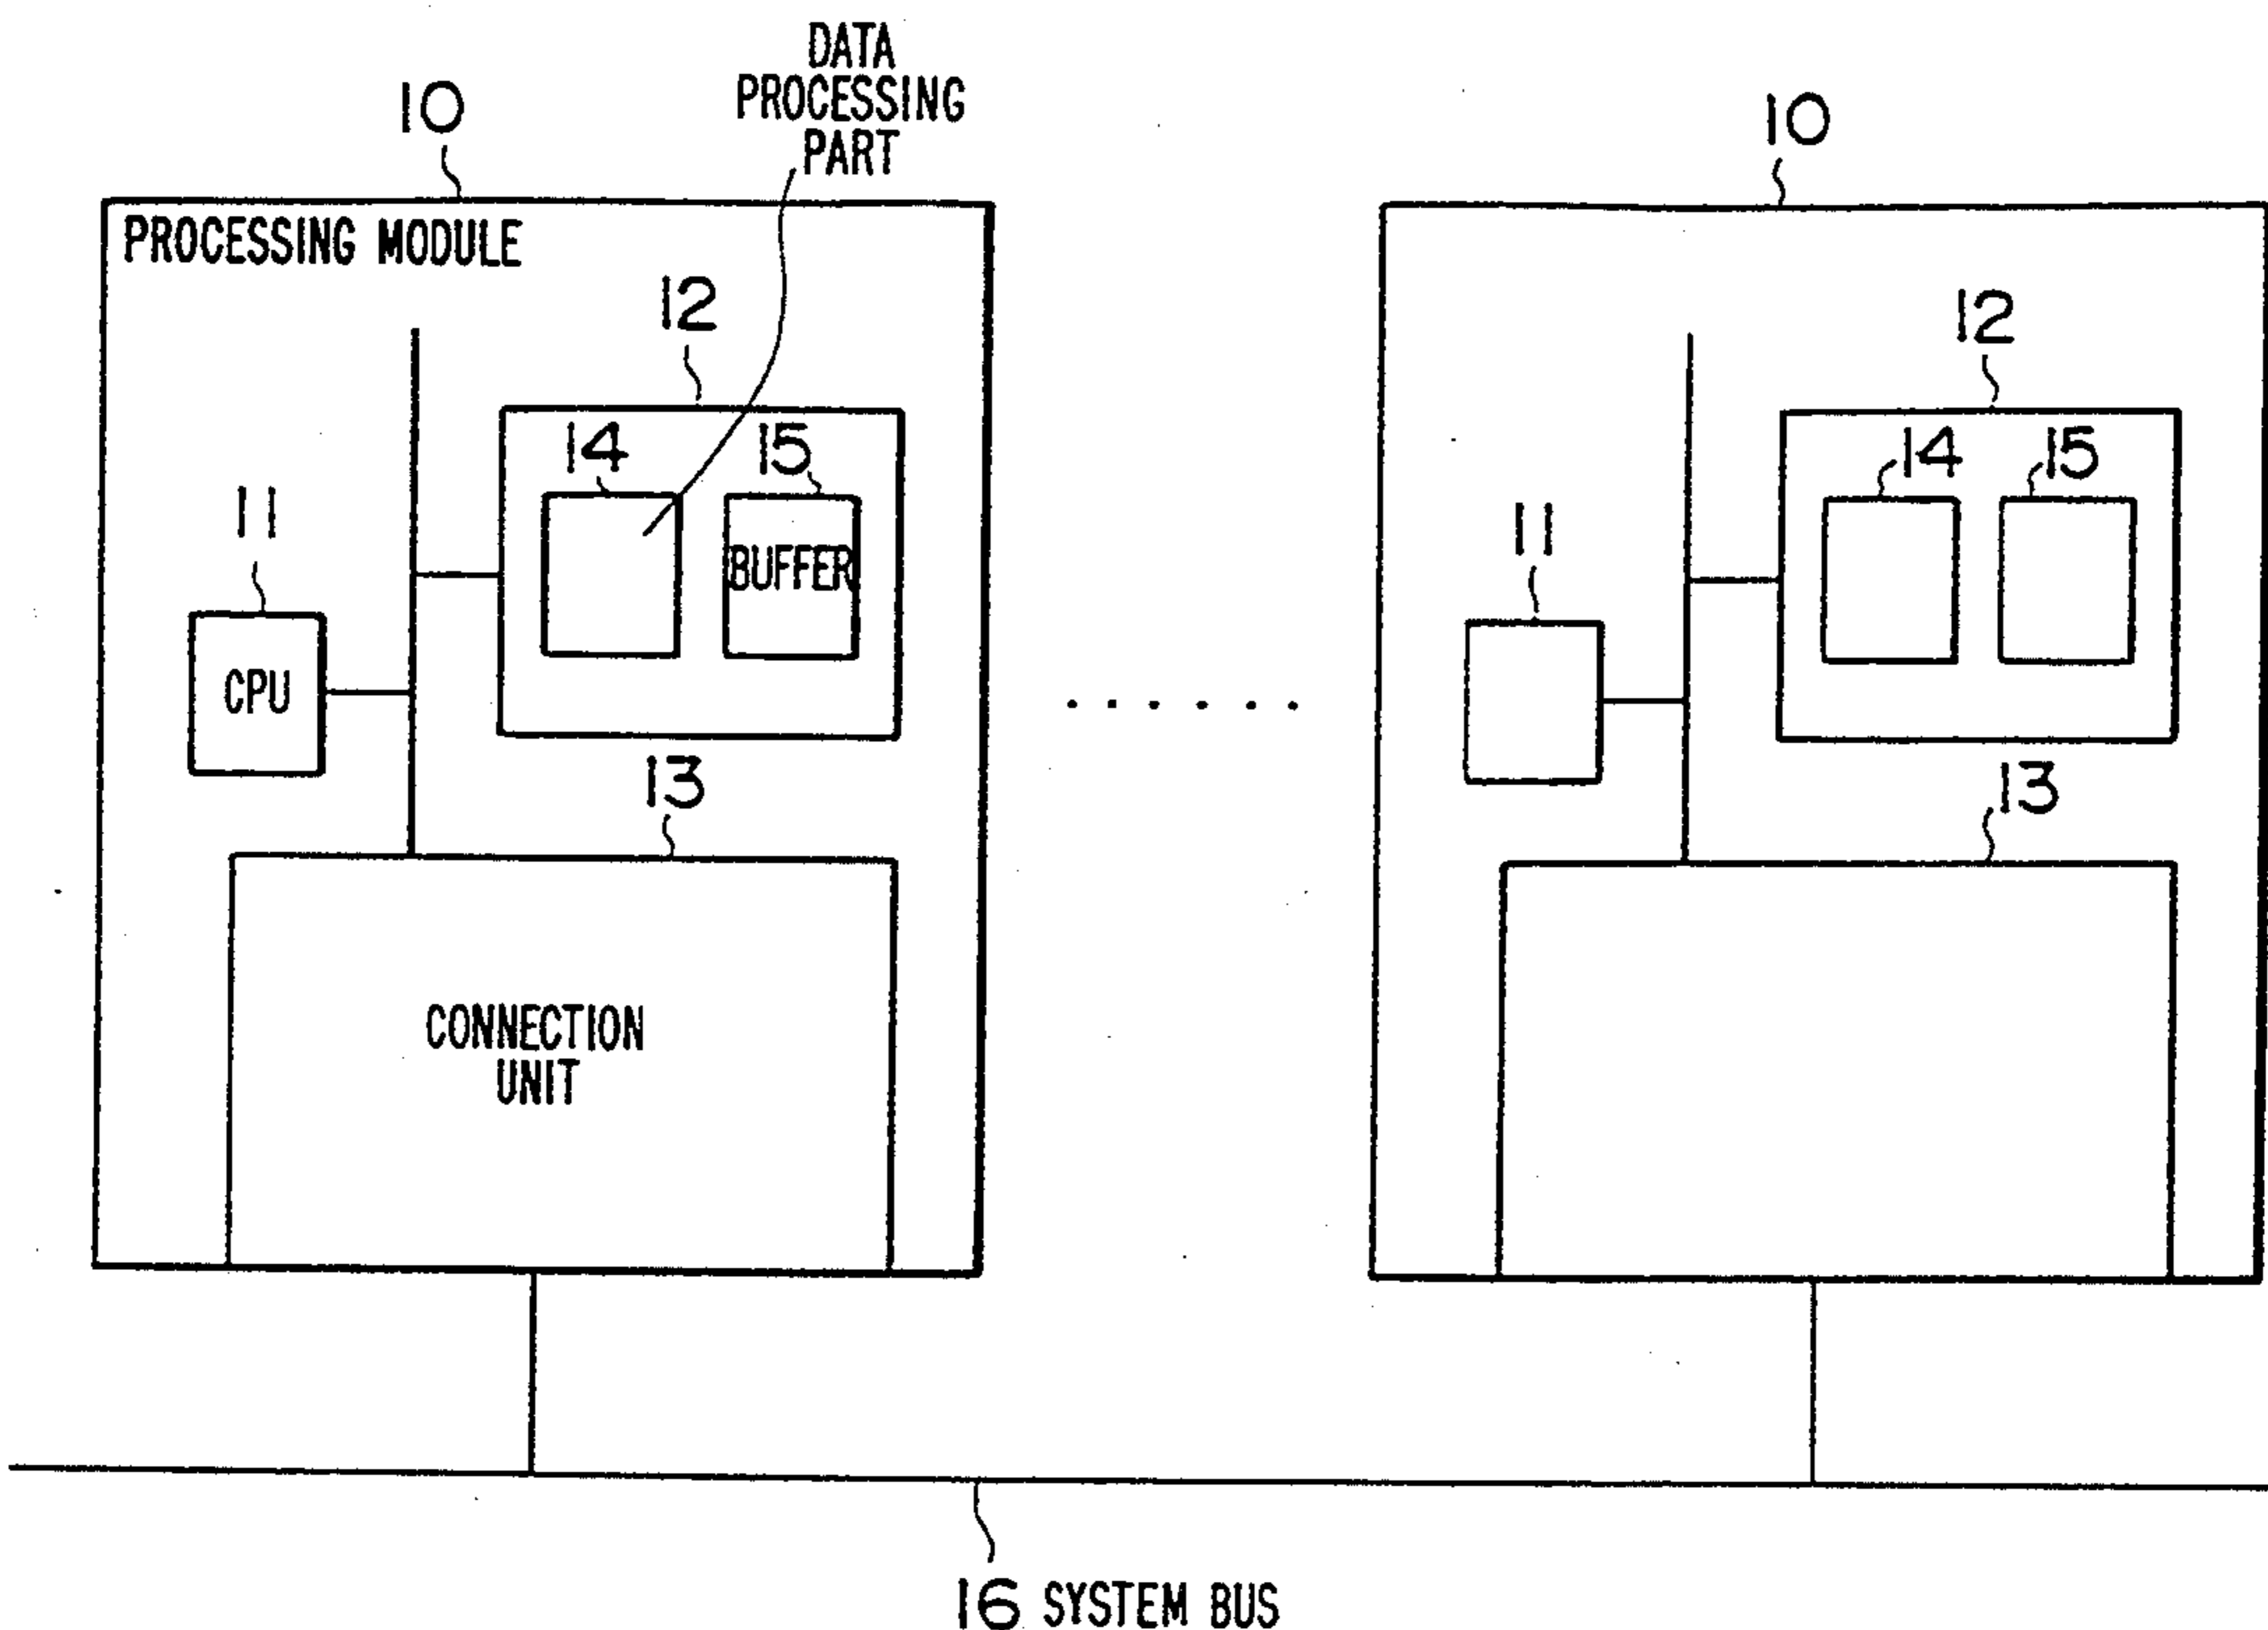 DATA
PROCESSING
PART
10
10
PROCESSING MODULE
12
12
14
15
14
15
11
11
BUFFER
CPU
13
13
CONNECTION
UNIT
16 SYSTEM BUS